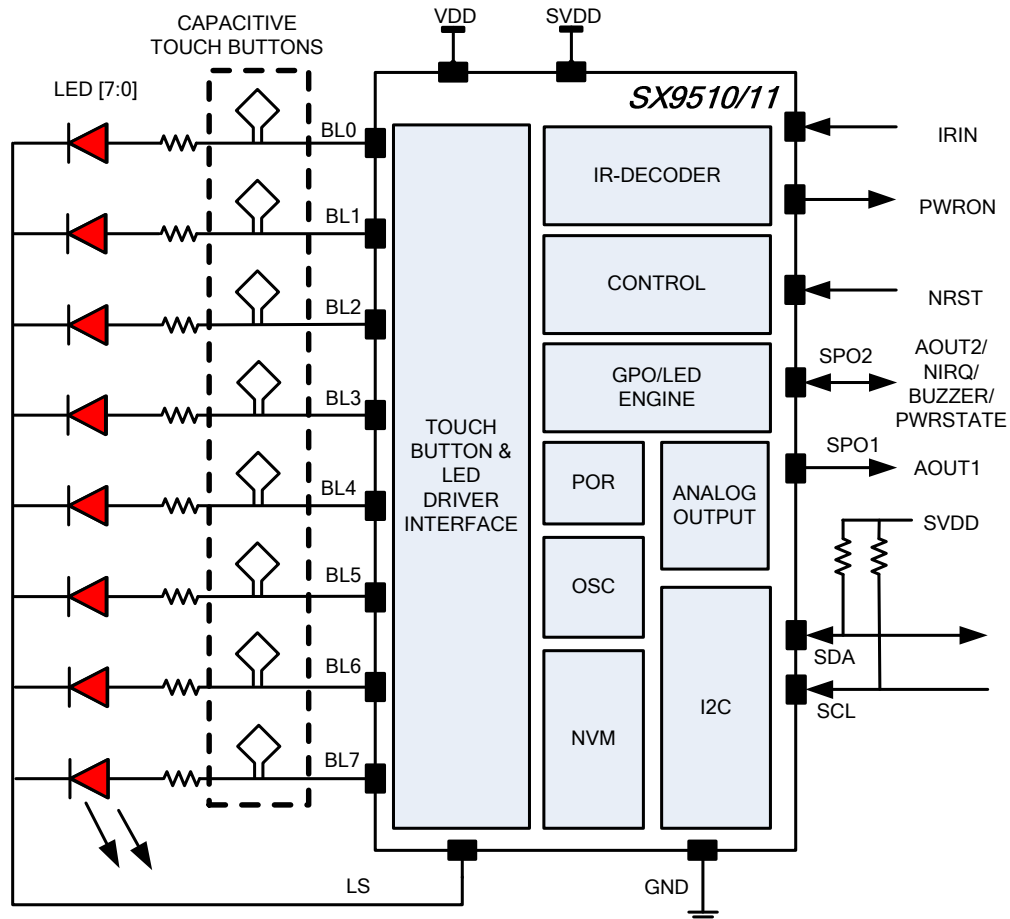 CAPACITIVE
TOUCH BUTTONS
VDD
SVDD
LED [7:0]
SX9510/11
BL0
BL1
BL2
BL3
BL4
BL5
BL6
BL7
TOUCH
BUTTON &
LED
DRIVER
INTERFACE
IR-DECODER
CONTROL
GPO/LED
ENGINE
POR
ANALOG
OUTPUT
OSC
NVM
I2C
IRIN
PWRON
NRST
SPO2
AOUT2/
NIRQ/
BUZZER/
PWRSTATE
SPO1
AOUT1
SVDD
SDA
SCL
LS
GND